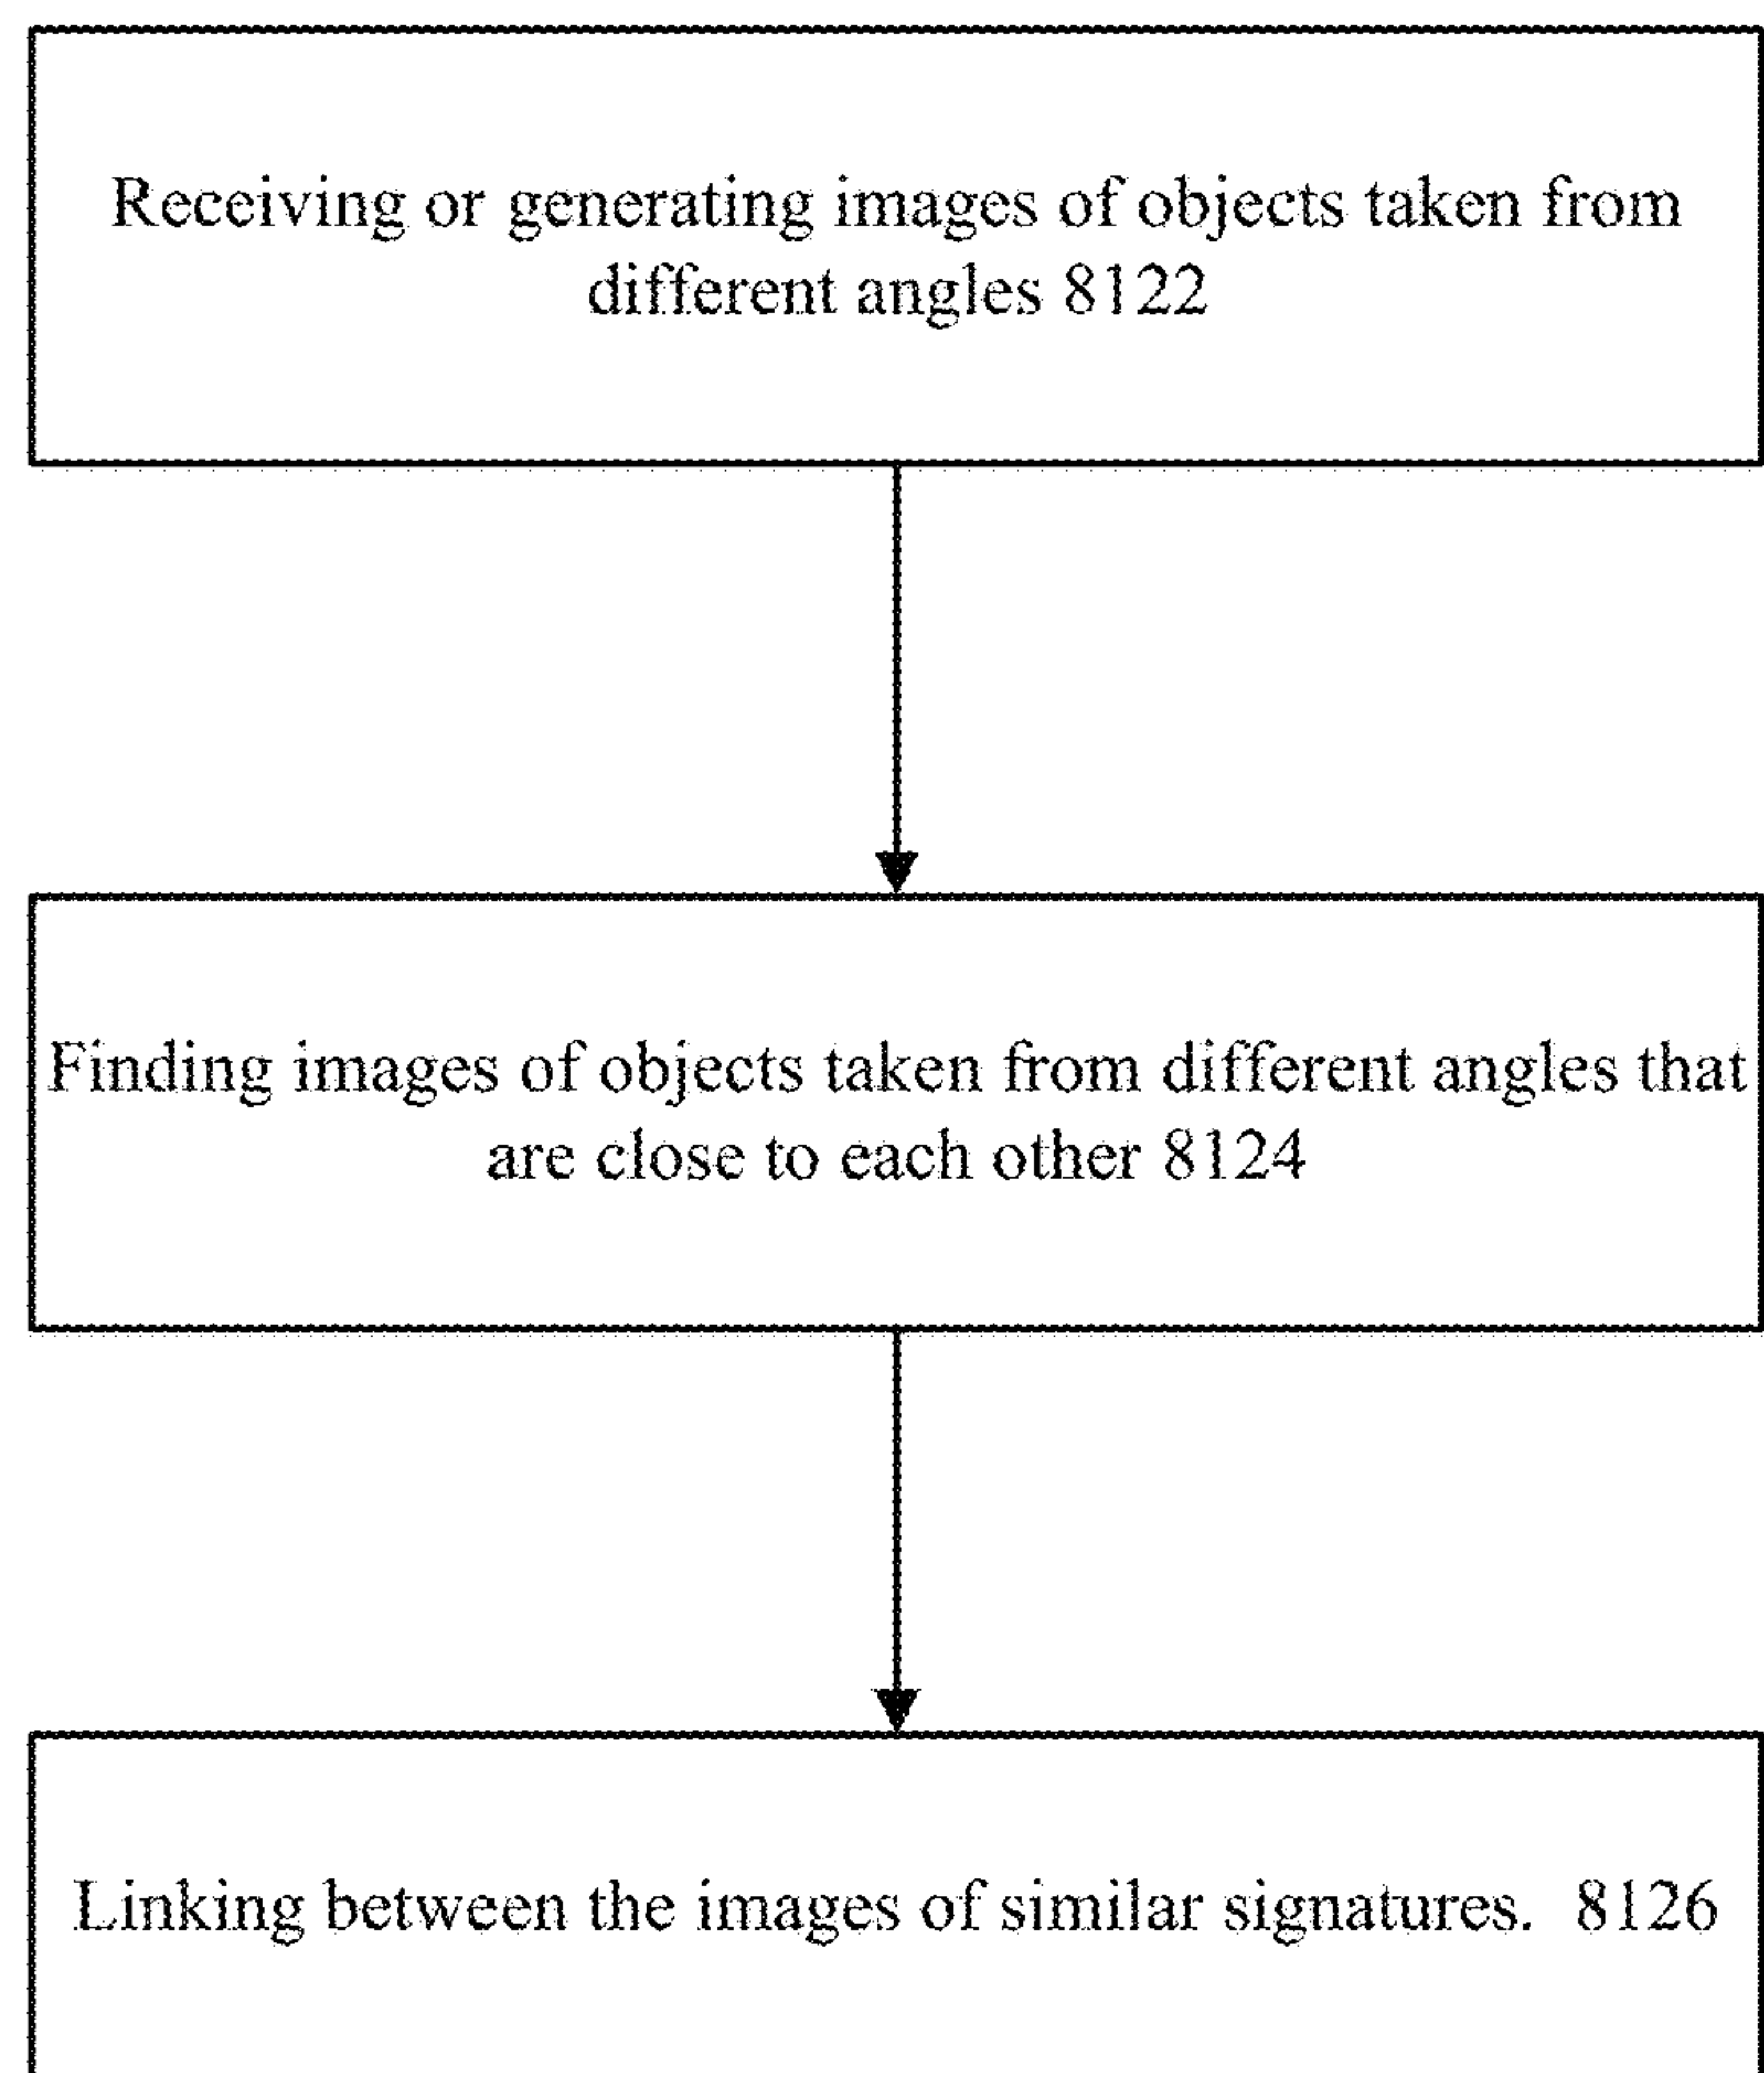 Receiving or generating images of objects taken from
different angles 8122
Finding images of objects taken from different angles that
are close to each other 8124
Linking between the images of similar signatures. 8126